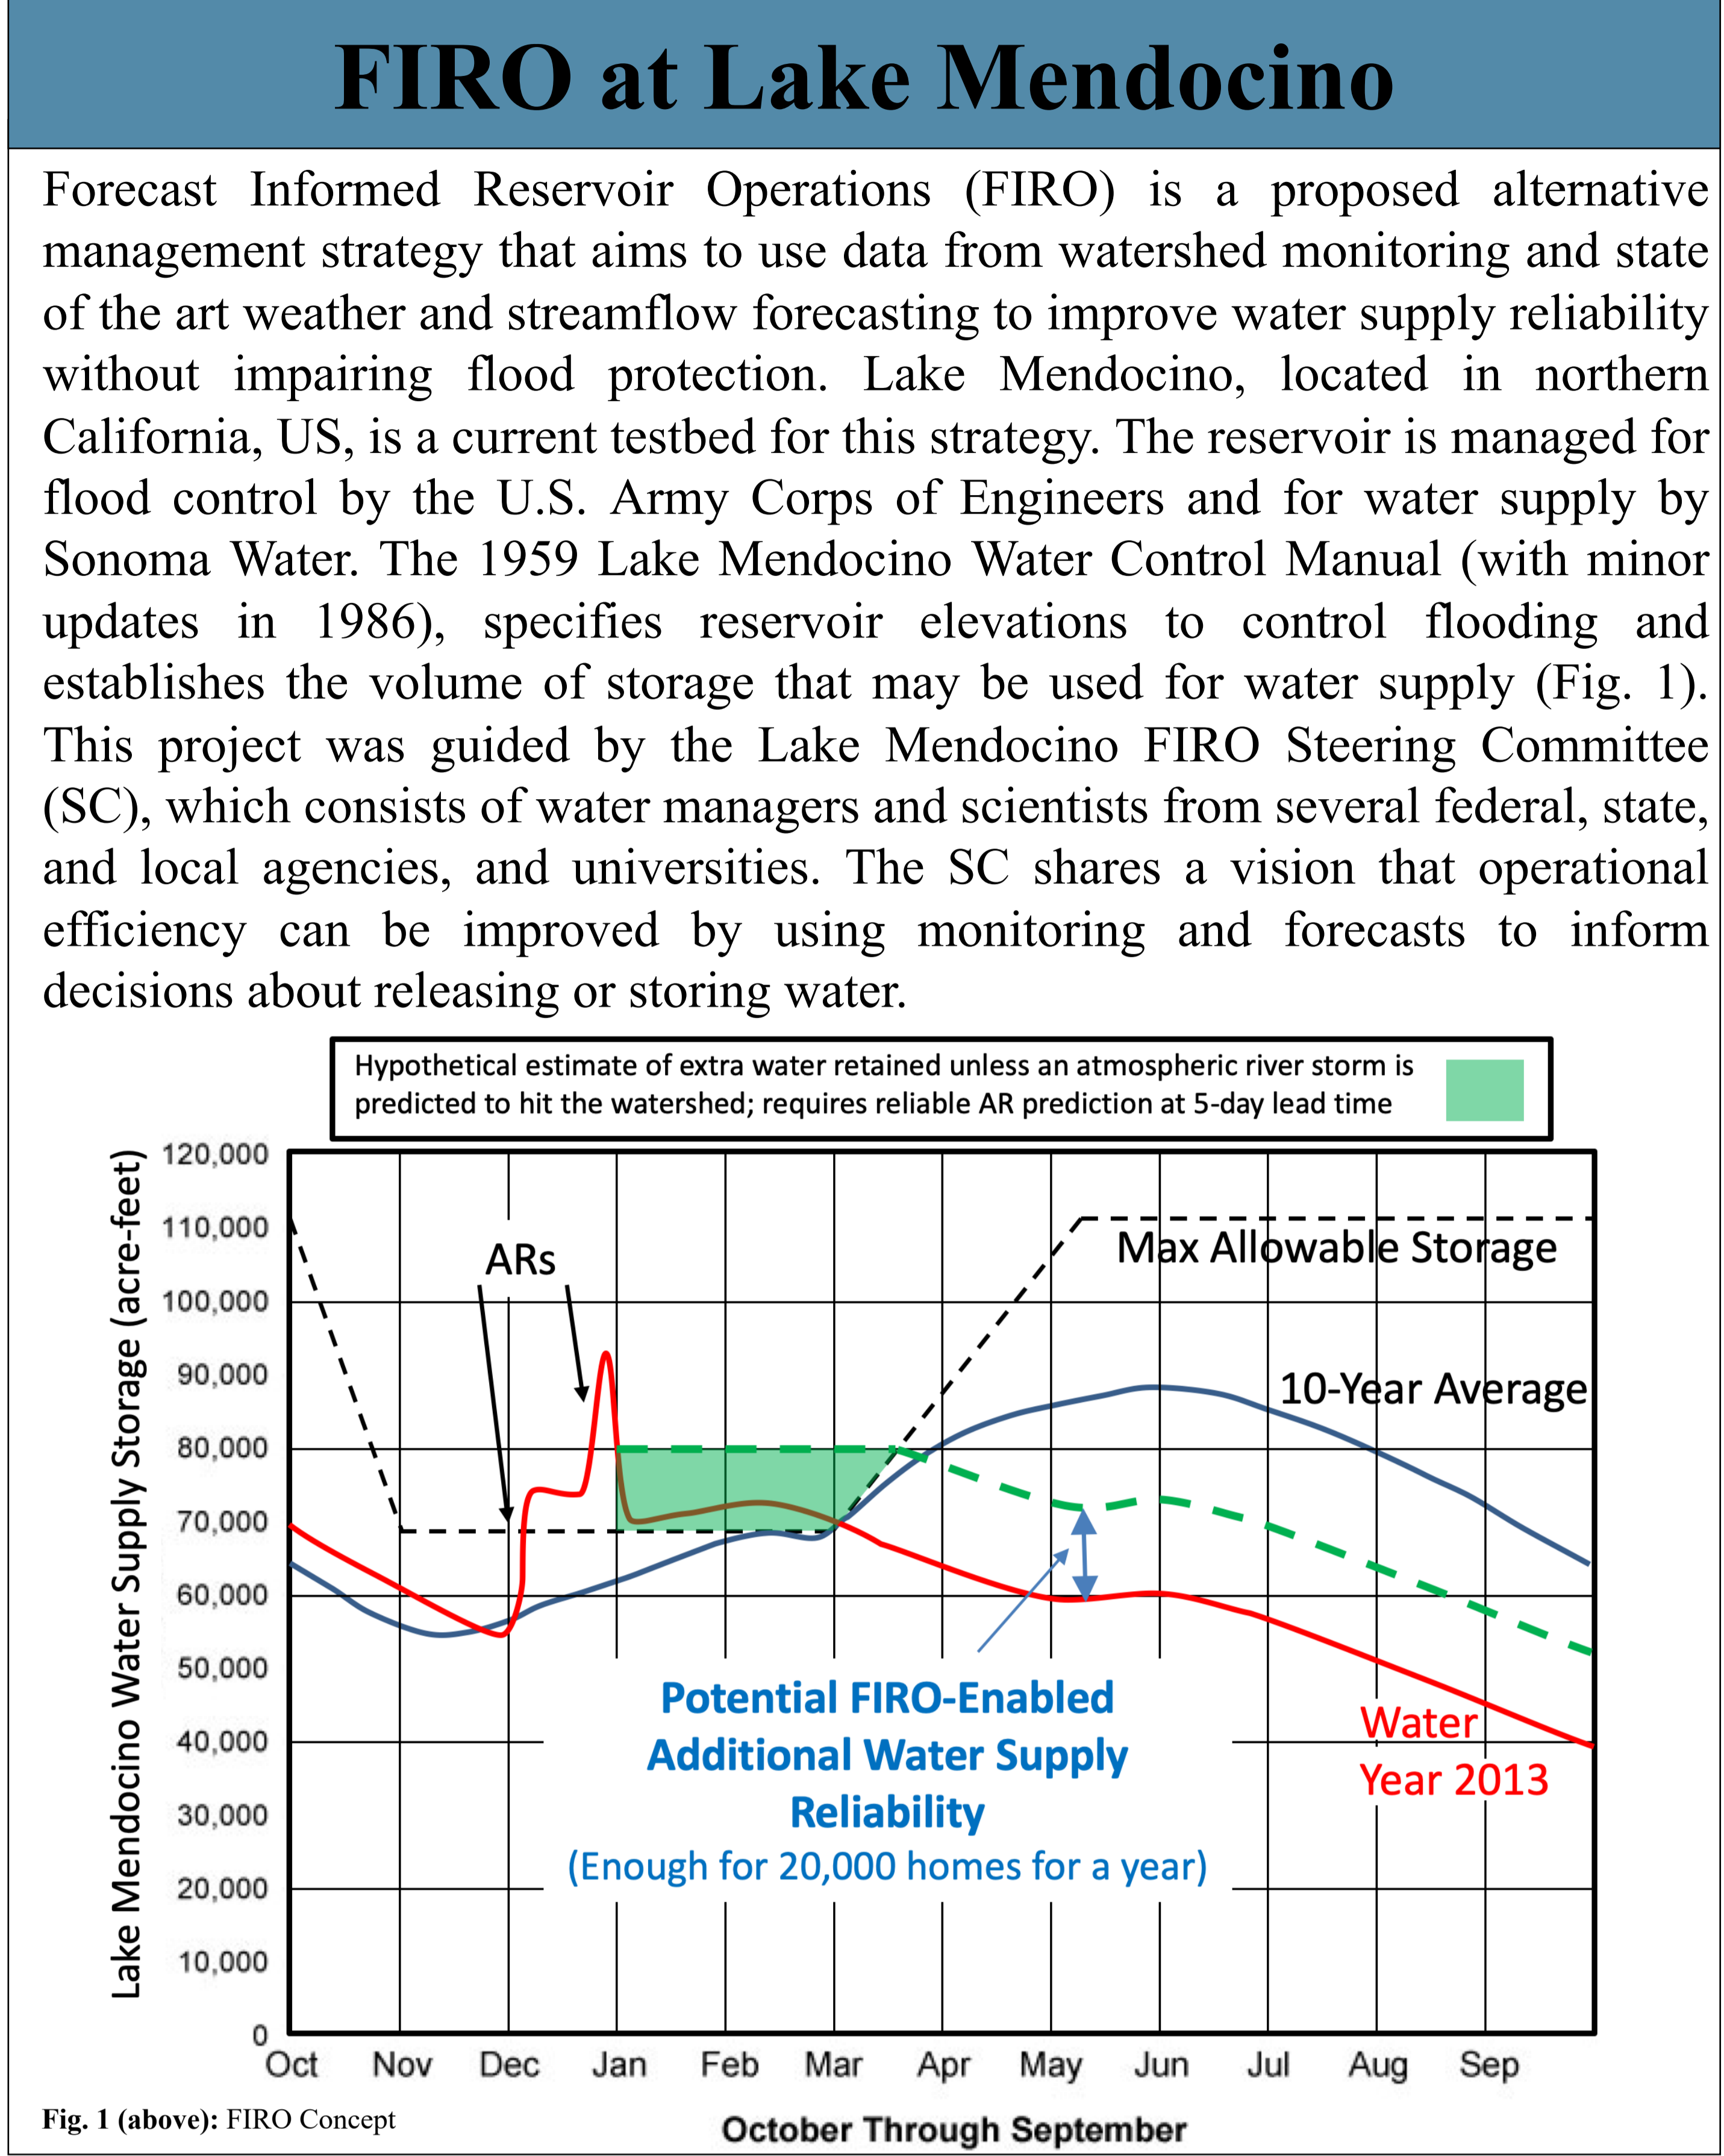 FIRO at Lake Mendocino
Forecast Informed Reservoir Operations (FIRO) is a proposed alternative
management strategy that aims to use data from watershed monitoring and state
of the art weather and streamflow forecasting to improve water supply reliability
without impairing flood protection. Lake Mendocino, located in northern
California, US, is a current testbed for this strategy. The reservoir is managed for
flood control by the U.S. Army Corps of Engineers and for water supply by
Sonoma Water. The 1959 Lake Mendocino Water Control Manual (with minor
updates in 1986), specifies reservoir elevations to control flooding and
establishes the volume of storage that may be used for water supply (Fig. 1).
This project was guided by the Lake Mendocino FIRO Steering Committee
(SC), which consists of water managers and scientists from several federal, state,
and local agencies, and universities. The SC shares a vision that operational
efficiency can be improved by using monitoring and forecasts to inform
decisions about releasing or storing water.
Hypothetical estimate of extra water retained unless an atmospheric river storm is
predicted to hit the watershed; requires reliable AR prediction at 5-day lead time
Lake Mendocino Water Supply Storage (acre-feet)
120,000
110,000
100,000
90,000
80,000
70,000
60,000
50,000
40,000
30,000
20,000
10,000
0
ARs
Max Allowable Storage
10-Year Average
Potential FIRO-Enabled
Additional Water Supply
Reliability
(Enough for 20,000 homes for a year)
Water
Year 2013
Oct Nov Dec Jan Feb Mar Apr May Jun Jul Aug Sep
Fig. 1 (above): FIRO Concept
October Through September